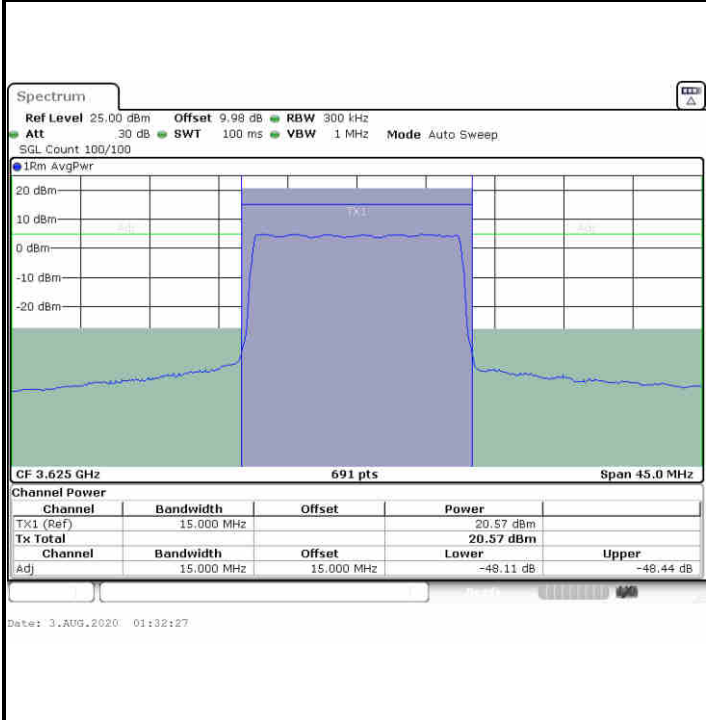 Spectrum
Ref Level 25.00 dBm Offset 9.98 dB RBW 300 kHz
Att 30 dB SWT 100 ms VBW 1 MHz Mode Auto Sweep
SGL Count 100/100
1Rm AvgPwr
20 dBm
TX1
10 dBm
Adj Adj
0 dBm
-10 dBm
-20 dBm
CF 3.625 GHz 691 pts Span 45.0 MHz
Channel Power
Channel Bandwidth Offset Power
TX1 (Ref) 15.000 MHz 20.57 dBm
Tx Total 20.57 dBm
Channel Bandwidth Offset Lower Upper
Adj 15.000 MHz 15.000 MHz -48.11 dB -48.44 dB
Date: 3.AUG.2020 01:32:27